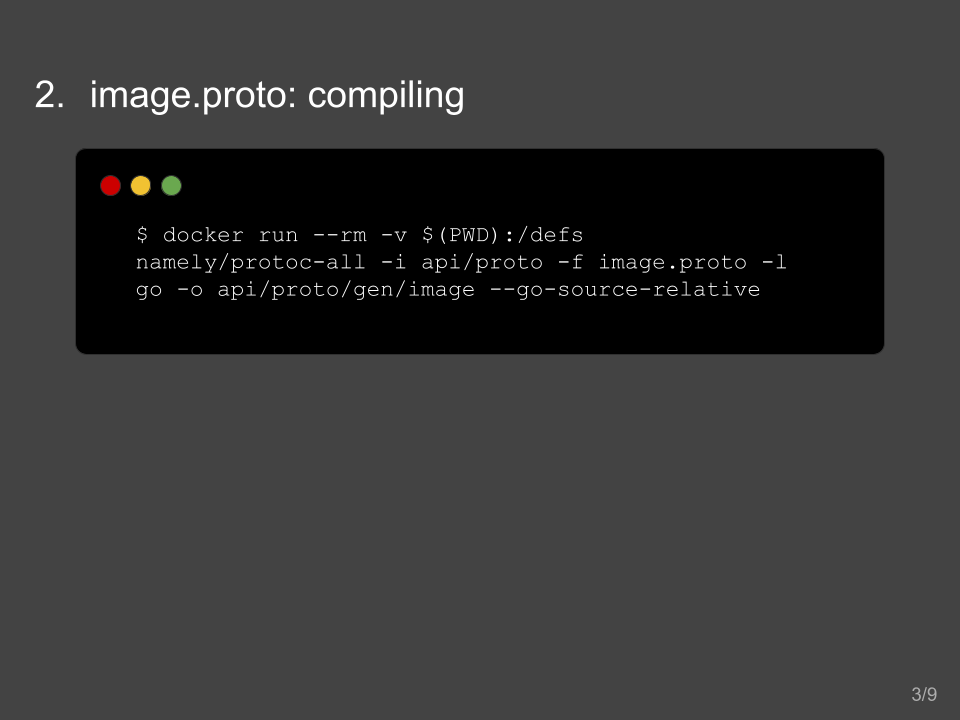 2. image.proto: compiling
$ docker run --rm -v $(PWD):/defs
namely/protoc-all -i api/proto -f image.proto -l
go -o api/proto/gen/image --go-source-relative
3/9